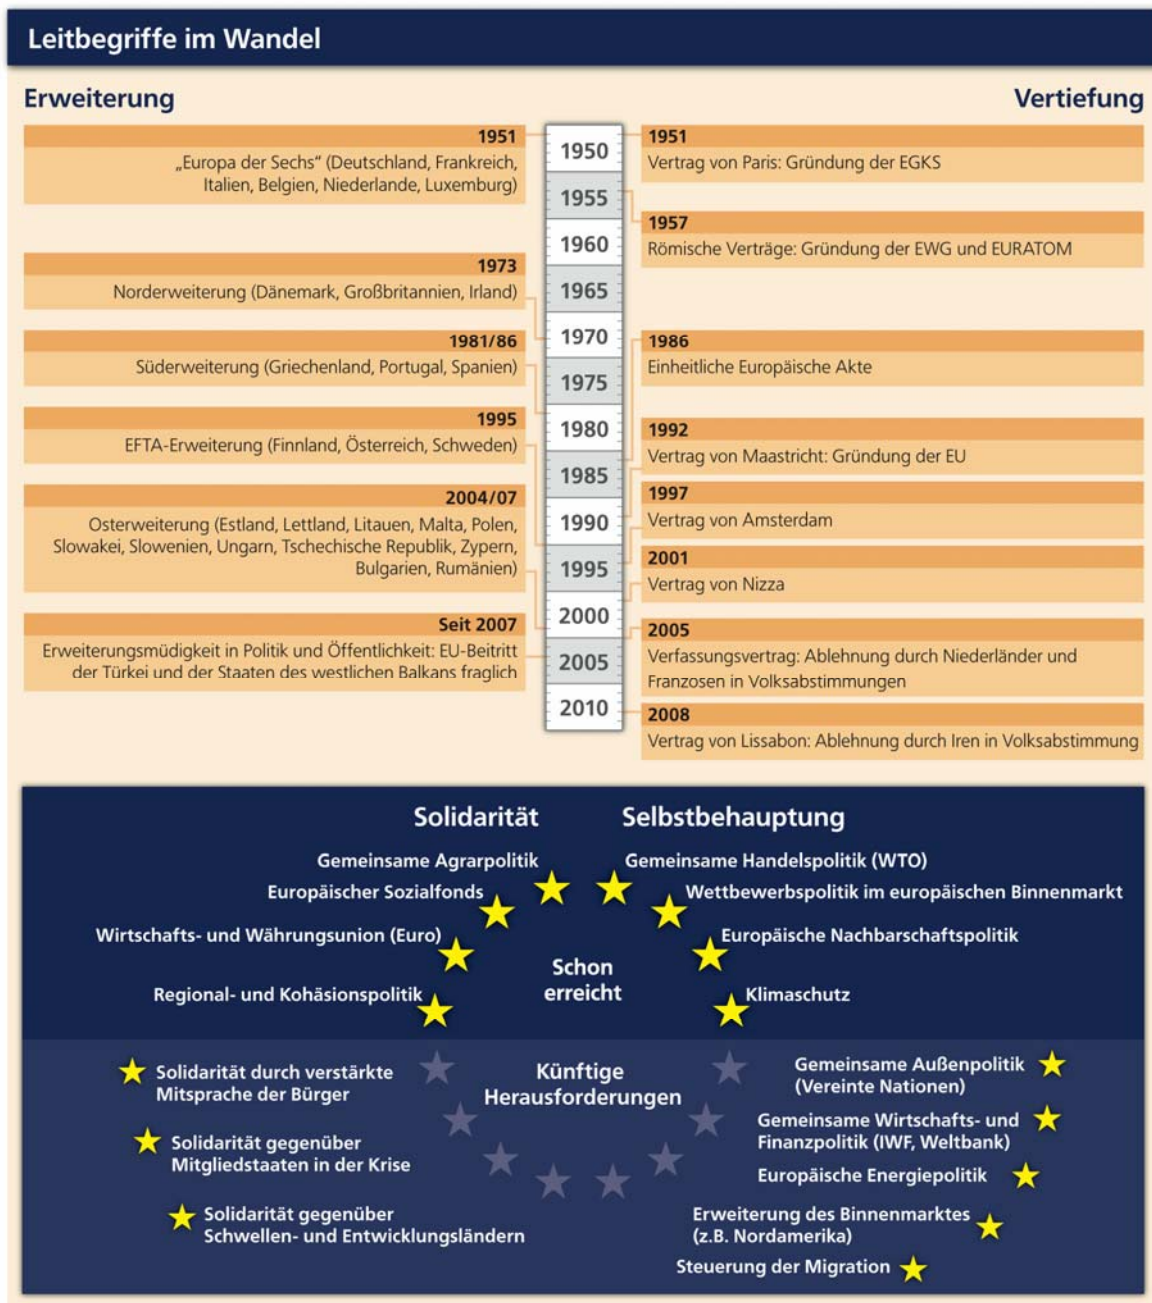 Leitbegriffe im Wandel
Erweiterung
1951
„Europa der Sechs“ (Deutschland, Frankreich,
Italien, Belgien, Niederlande, Luxemburg)
1973
Norderweiterung (Dänemark, Großbritannien, Irland)
1981/86
Süderweiterung (Griechenland, Portugal, Spanien)
1995
EFTA-Erweiterung (Finnland, Österreich, Schweden)
2004/07
Osterweiterung (Estland, Lettland, Litauen, Malta, Polen,
Slowakei, Slowenien, Ungarn, Tschechische Republik, Zypern,
Bulgarien, Rumänien)
Seit 2007
Erweiterungsmüdigkeit in Politik und Öffentlichkeit: EU-Beitritt
der Türkei und der Staaten des westlichen Balkans fraglich
1950
1955
1960
1965
1970
1975
1980
1985
1990
1995
2000
2005
2010
Vertiefung
1951
Vertrag von Paris: Gründung der EGKS
1957
Römische Verträge: Gründung der EWG und EURATOM
1986
Einheitliche Europäische Akte
1992
Vertrag von Maastricht: Gründung der EU
1997
Vertrag von Amsterdam
2001
Vertrag von Nizza
2005
Verfassungsvertrag: Ablehnung durch Niederländer und
Franzosen in Volksabstimmungen
2008
Vertrag von Lissabon: Ablehnung durch Iren in Volksabstimmung
Solidarität
Gemeinsame Agrarpolitik
Europäischer Sozialfonds
Wirtschafts- und Währungsunion (Euro)
Regional- und Kohäsionspolitik
Selbstbehauptung
Gemeinsame Handelspolitik (WTO)
Wettbewerbspolitik im europäischen Binnenmarkt
Europäische Nachbarschaftspolitik
Klimaschutz
Schon
erreicht
Künftige
Herausforderungen
Solidarität durch verstärkte
Mitsprache der Bürger
Solidarität gegenüber
Mitgliedstaaten in der Krise
Solidarität gegenüber
Schwellen- und Entwicklungsländern
Gemeinsame Außenpolitik
(Vereinte Nationen)
Gemeinsame Wirtschafts- und
Finanzpolitik (IWF, Weltbank)
Europäische Energiepolitik
Erweiterung des Binnenmarktes
(z.B. Nordamerika)
Steuerung der Migration